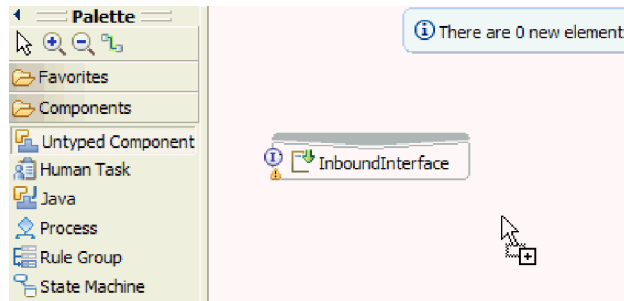 Palette
There are 0 new element
Favorites
Components
Untyped Component
InboundInterface
Human Task
Java
Process
Rule Group
State Machine